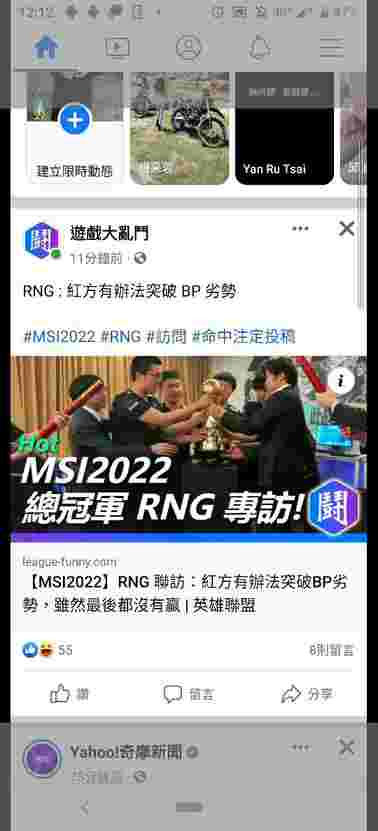 12:12
建立限時動態
Yan Ru Tsai
遊戲大亂鬥
11分鐘前
RNG : 紅方有辦法突破 BP 劣勢
#MSI2022 #RNG #訪問 #命中注定投稿
Hot
MSI2022
總冠軍 RNG 專訪!
鬪
league-funny.com
【MSI2022】RNG 聯訪：紅方有辦法突破BP劣
勢，雖然最後都沒有贏 | 英雄聯盟
55
6則留言
讚
留言
分享
Yahoo!奇摩新聞